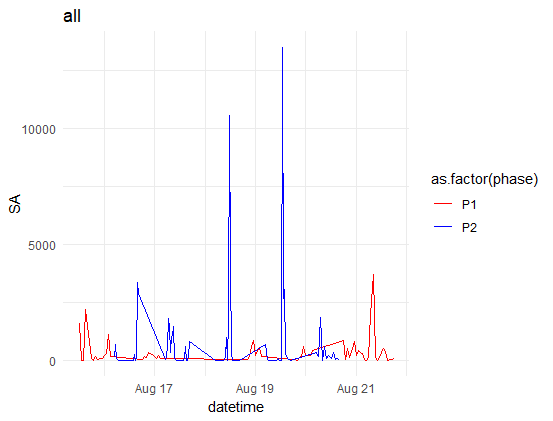 all
SA
10000
5000
0
Aug 17 Aug 19 Aug 21
datetime
as.factor(phase)
P1
P2